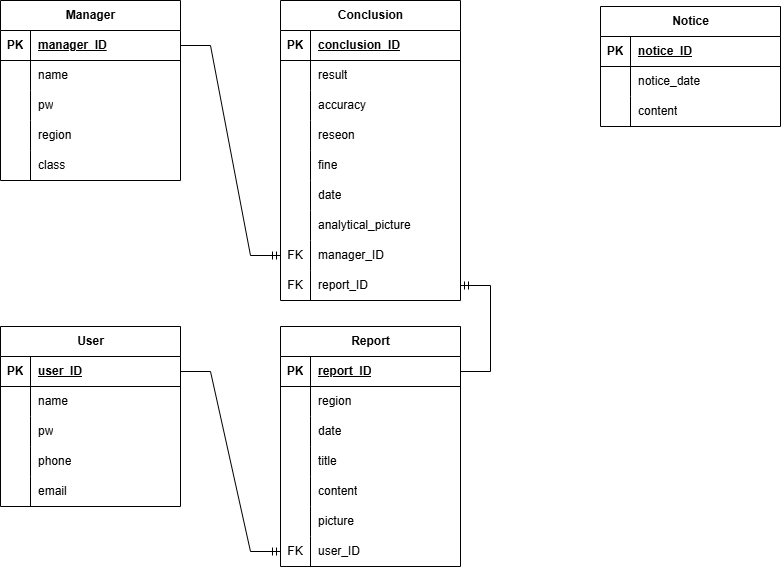 Manager
PK manager_ID
name
pw
region
class
Conclusion
PK conclusion_ID
result
accuracy
reseon
fine
date
analytical_picture
FK manager_ID
FK report_ID
Notice
PK notice_ID
notice_date
content
User
PK user_ID
name
pw
phone
email
Report
PK report_ID
region
date
title
content
picture
FK user_ID